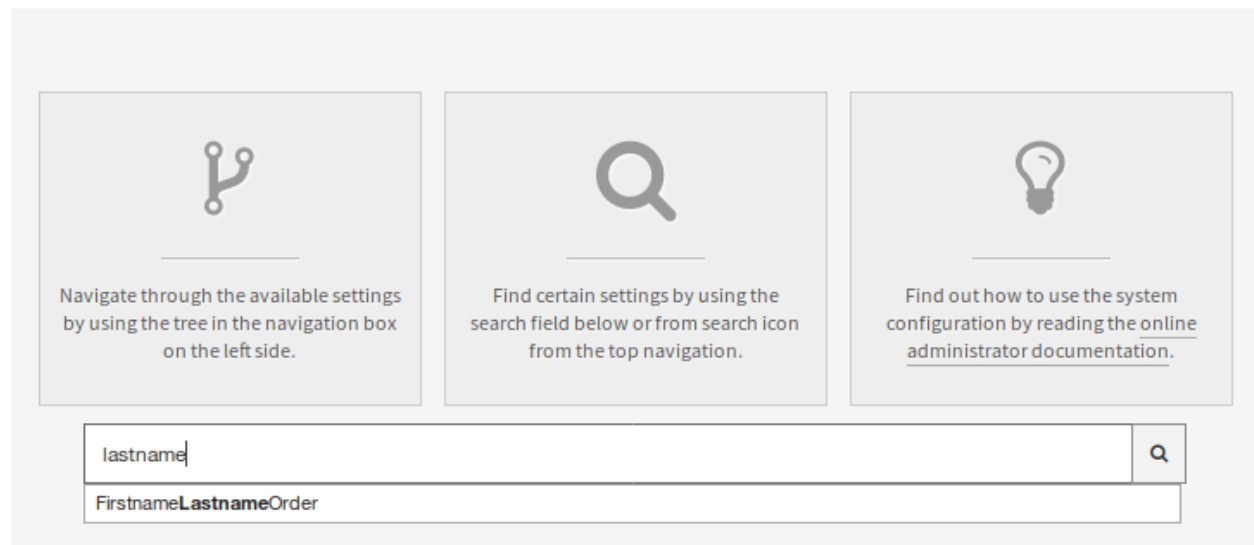 Navigate through the available settings
by using the tree in the navigation box
on the left side.
Find certain settings by using the
search field below or from search icon
from the top navigation.
Find out how to use the system
configuration by reading the online
administrator documentation.
lastname
FirstnameLastnameOrder